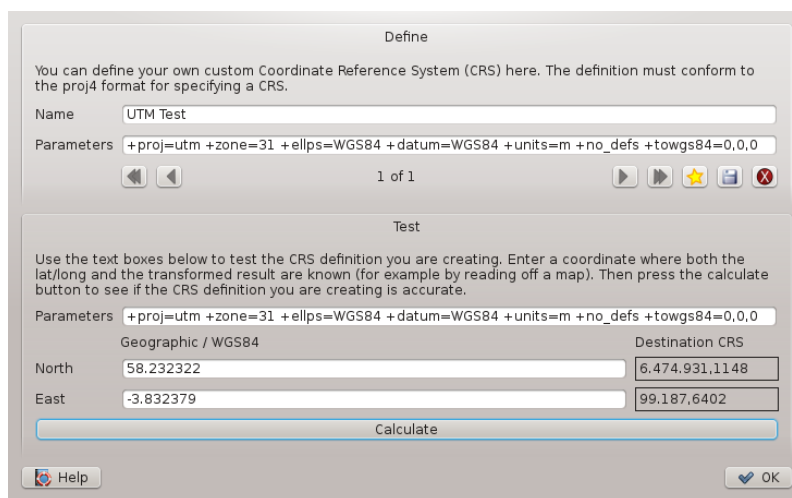 Define
You can define your own custom Coordinate Reference System (CRS) here. The definition must conform to
the proj4 format for specifying a CRS.
Name UTM Test
Parameters +proj=utm +zone=31 +ellps=WGS84 +datum=WGS84 +units=m +no_defs +towgs84=0,0,0
1 of 1
Test
Use the text boxes below to test the CRS definition you are creating. Enter a coordinate where both the
lat/long and the transformed result are known (for example by reading off a map). Then press the calculate
button to see if the CRS definition you are creating is accurate.
Parameters +proj=utm +zone=31 +ellps=WGS84 +datum=WGS84 +units=m +no_defs +towgs84=0,0,0
Geographic / WGS84 Destination CRS
North 58.232322 6.474.931,1148
East -3.832379 99.187,6402
Calculate
Help OK